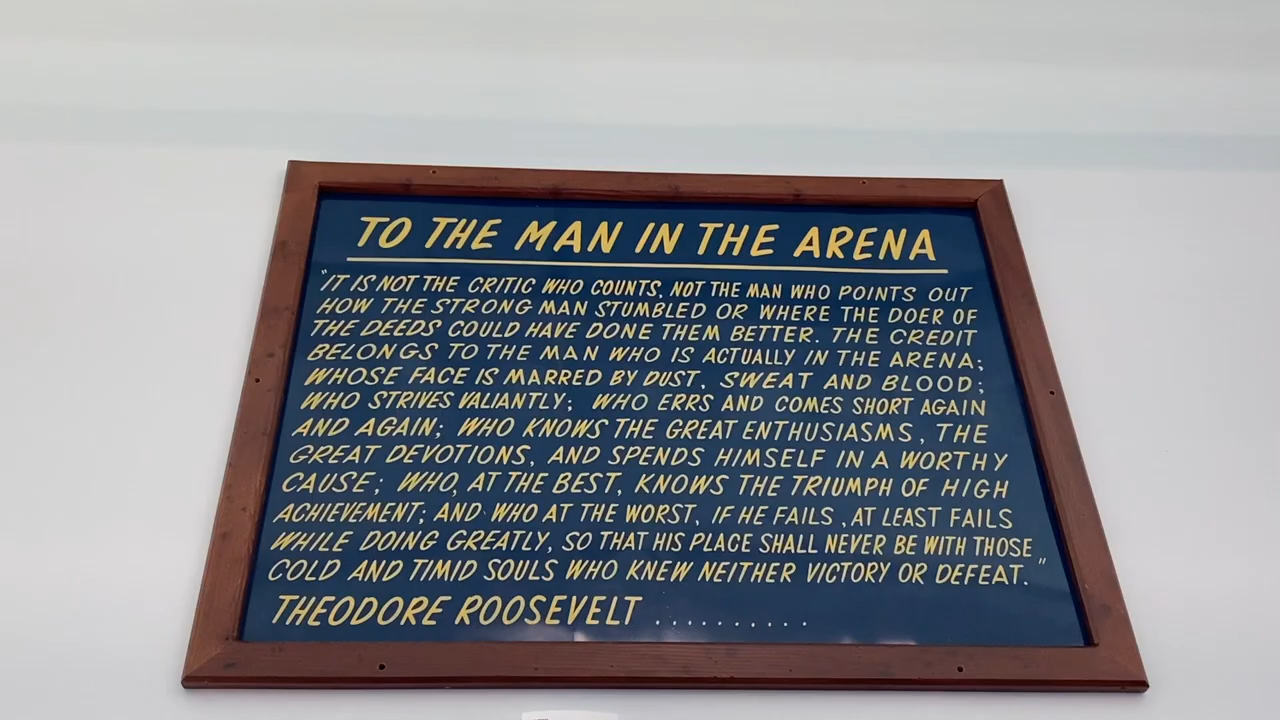 TO THE MAN IN THE ARENA
"IT IS NOT THE CRITIC WHO COUNTS, NOT THE MAN WHO POINTS OUT
HOW THE STRONG MAN STUMBLED OR WHERE THE DOER OF
THE DEEDS COULD HAVE DONE THEM BETTER. THE CREDIT
BELONGS TO THE MAN WHO IS ACTUALLY IN THE ARENA;
WHOSE FACE IS MARRED BY DUST, SWEAT AND BLOOD;
WHO STRIVES VALIANTLY; WHO ERRS AND COMES SHORT AGAIN
AND AGAIN; WHO KNOWS THE GREAT ENTHUSIASMS, THE
GREAT DEVOTIONS, AND SPENDS HIMSELF IN A WORTHY
CAUSE; WHO, AT THE BEST, KNOWS THE TRIUMPH OF HIGH
ACHIEVEMENT; AND WHO AT THE WORST, IF HE FAILS, AT LEAST FAILS
WHILE DOING GREATLY, SO THAT HIS PLACE SHALL NEVER BE WITH THOSE
COLD AND TIMID SOULS WHO KNEW NEITHER VICTORY OR DEFEAT."
THEODORE ROOSEVELT ..........